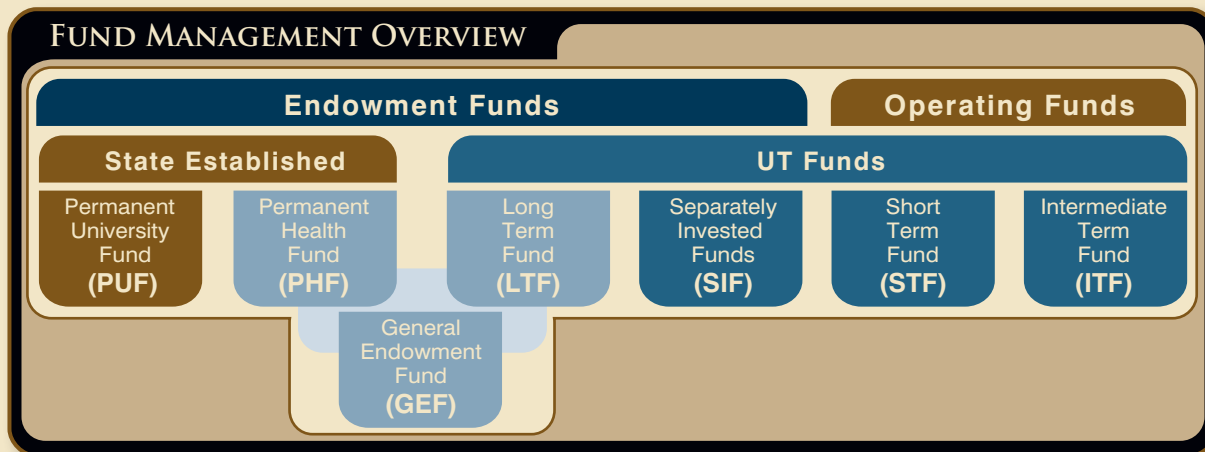 FUND MANAGEMENT OVERVIEW
Endowment Funds
Operating Funds
State Established
UT Funds
Permanent
University
Fund
(PUF)
Permanent
Health
Fund
(PHF)
Long
Term
Fund
(LTF)
Separately
Invested
Funds
(SIF)
Short
Term
Fund
(STF)
Intermediate
Term
Fund
(ITF)
General
Endowment
Fund
(GEF)